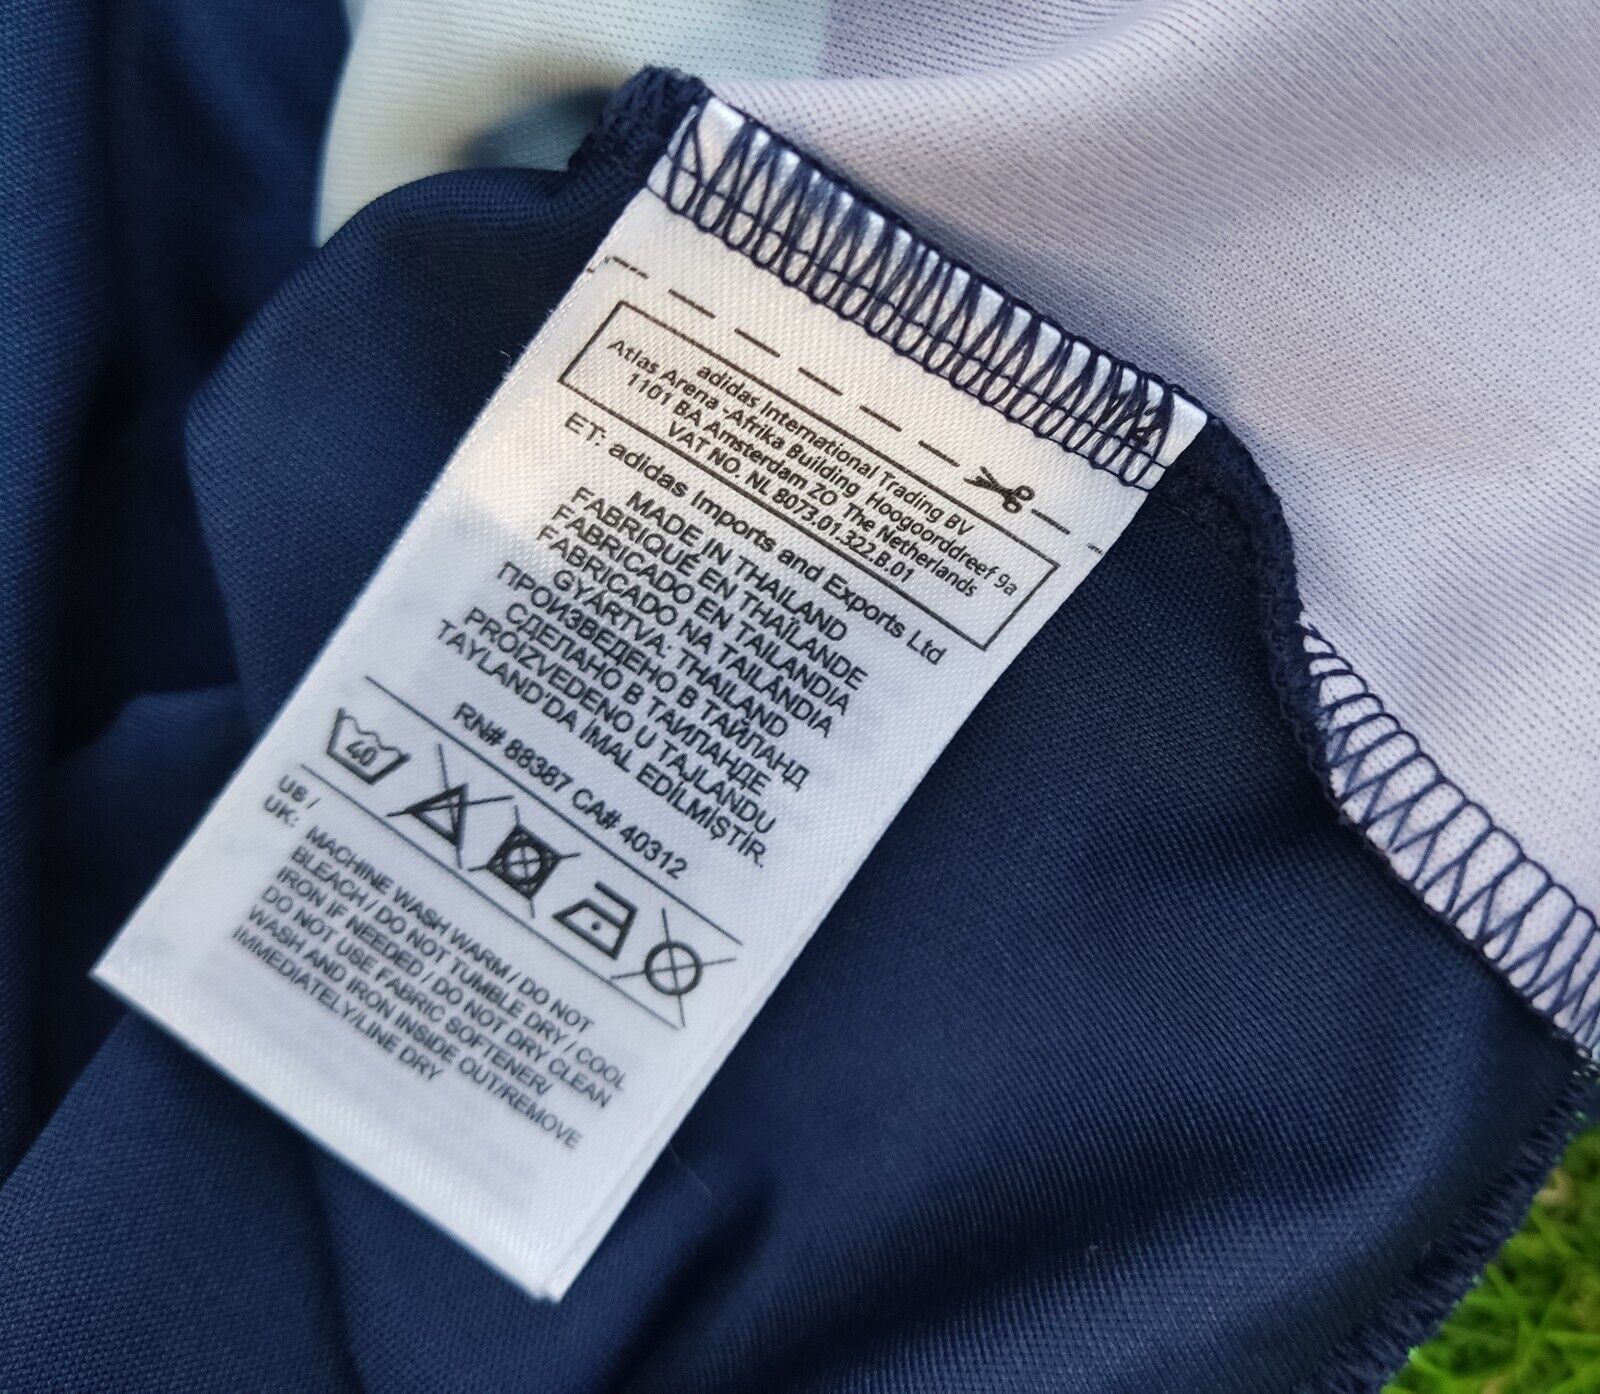 adidas International Trading BV
Atlas Arena -Afrika Building, Hoogoorddreef 9a
1101 BA Amsterdam ZO The Netherlands
VAT NO. NL 8073.01.322.B.01
ET: adidas Imports and Exports Ltd
MADE IN THAILAND
FABRIQUÉ EN THAÏLANDE
FABRICADO EN TAILANDIA
FABRICADO NA TAILÂNDIA
GYÁRTVA: THAILAND
ПРОИЗВЕДЕНО В ТАЙЛАНД
СДЕЛАНО В ТАИЛАНДЕ
PROIZVEDENO U TAJLANDU
TAYLAND'DA İMAL EDİLMİŞTİR.
RN# 88387 CA# 40312
40
US /
UK: MACHINE WASH WARM / DO NOT
BLEACH / DO NOT TUMBLE DRY / COOL
IRON IF NEEDED / DO NOT DRY CLEAN
DO NOT USE FABRIC SOFTENER/
WASH AND IRON INSIDE OUT/REMOVE
IMMEDIATELY/LINE DRY